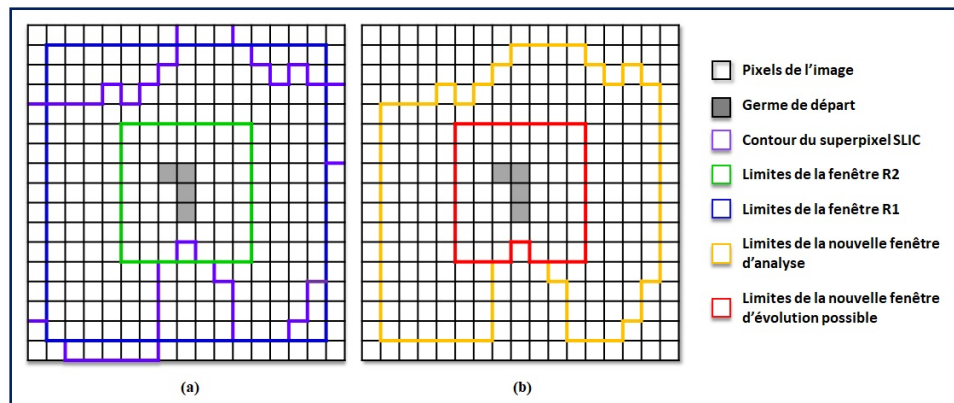 Pixels de l'image
Germe de départ
Contour du superpixel SLIC
Limites de la fenêtre R2
Limites de la fenêtre R1
Limites de la nouvelle fenêtre
d'analyse
Limites de la nouvelle fenêtre
d'évolution possible
(a)
(b)